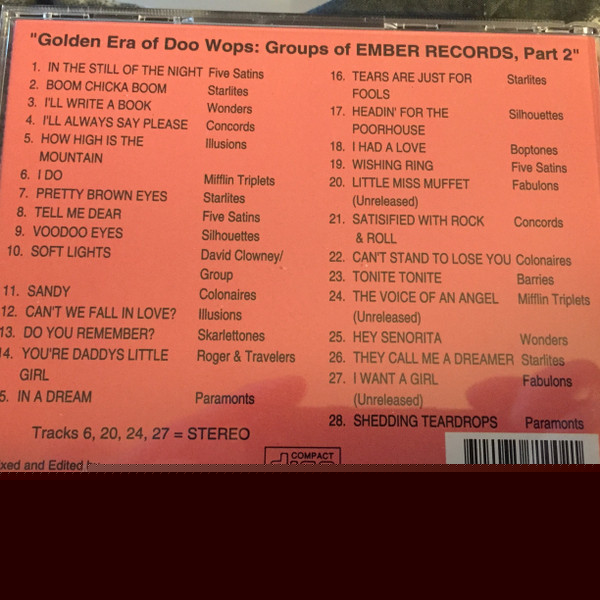 "Golden Era of Doo Wops: Groups of EMBER RECORDS, Part 2"
1. IN THE STILL OF THE NIGHT Five Satins
2. BOOM CHICKA BOOM Starlites
3. I'LL WRITE A BOOK Wonders
4. I'LL ALWAYS SAY PLEASE Concords
5. HOW HIGH IS THE Illusions
MOUNTAIN
6. I DO Mifflin Triplets
7. PRETTY BROWN EYES Starlites
8. TELL ME DEAR Five Satins
9. VOODOO EYES Silhouettes
10. SOFT LIGHTS David Clowney/
Group
11. SANDY Colonaires
12. CAN'T WE FALL IN LOVE? Illusions
13. DO YOU REMEMBER? Skarlettones
14. YOU'RE DADDYS LITTLE Roger & Travelers
GIRL
5. IN A DREAM Paramonts
Tracks 6, 20, 24, 27 = STEREO
xed and Edited by
16. TEARS ARE JUST FOR Starlites
FOOLS
17. HEADIN' FOR THE Silhouettes
POORHOUSE
18. I HAD A LOVE Boptones
19. WISHING RING Five Satins
20. LITTLE MISS MUFFET Fabulons
(Unreleased)
21. SATISIFIED WITH ROCK Concords
& ROLL
22. CAN'T STAND TO LOSE YOU Colonaires
23. TONITE TONITE Barries
24. THE VOICE OF AN ANGEL Mifflin Triplets
(Unreleased)
25. HEY SENORITA Wonders
26. THEY CALL ME A DREAMER Starlites
27. I WANT A GIRL Fabulons
(Unreleased)
28. SHEDDING TEARDROPS Paramonts
COMPACT